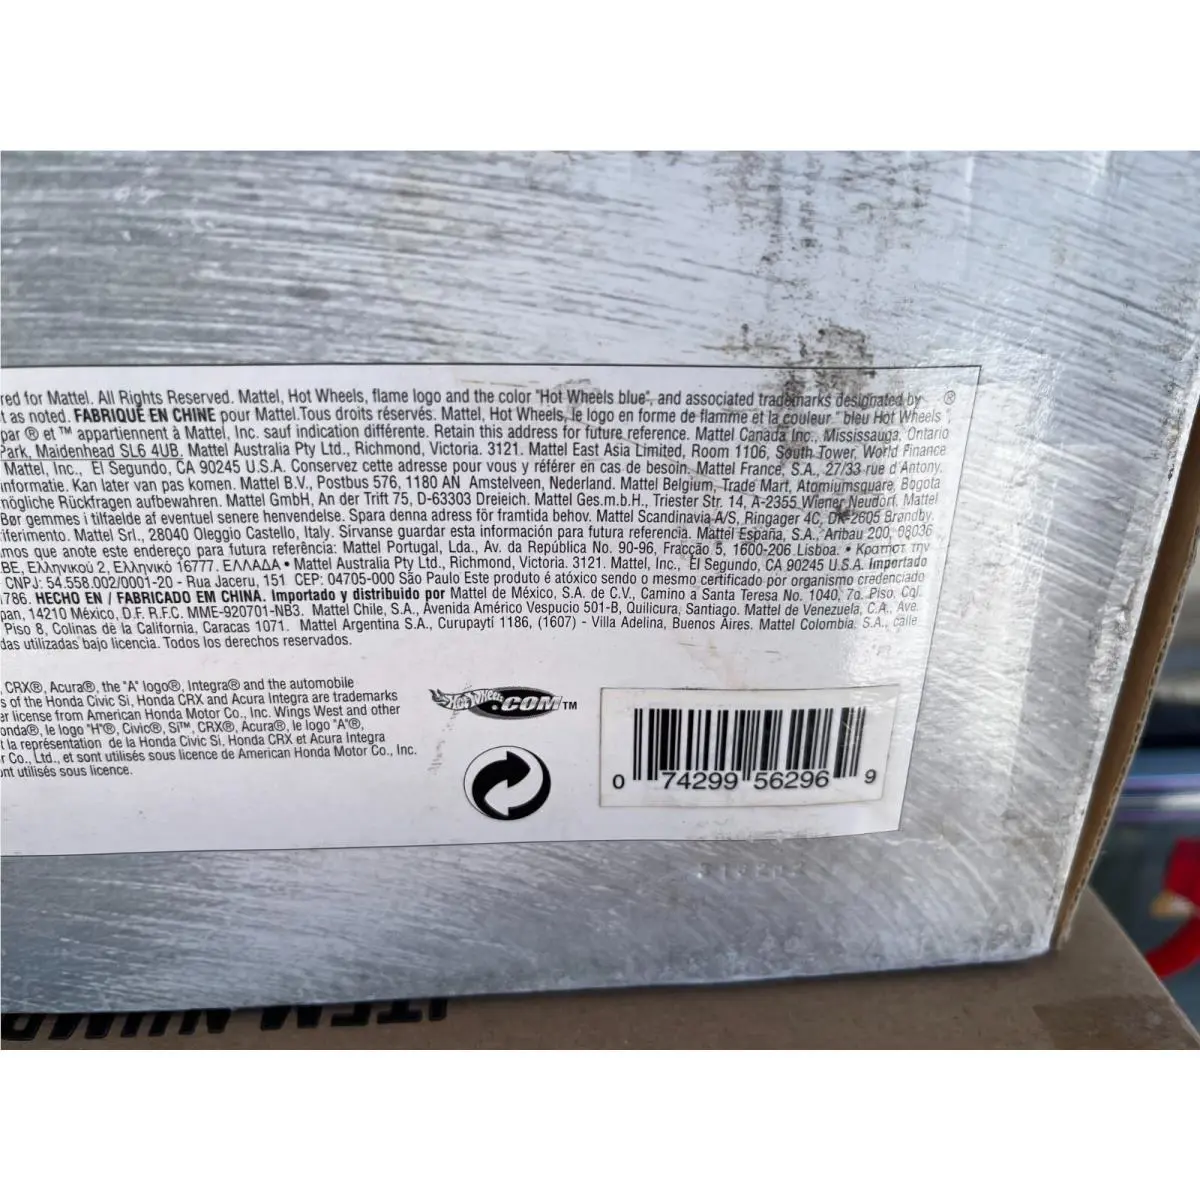 red for Mattel. All Rights Reserved. Mattel, Hot Wheels, flame logo and the color "Hot Wheels blue", and associated trademarks designated by ®
t as noted. FABRIQUÉ EN CHINE pour Mattel.Tous droits réservés. Mattel, Hot Wheels, le logo en forme de flamme et la couleur " bleu Hot Wheels ",
par ® et ™ appartiennent à Mattel, Inc. sauf indication différente. Retain this address for future reference. Mattel Canada Inc., Mississauga, Ontario
Park, Maidenhead SL6 4UB. Mattel Australia Pty Ltd., Richmond, Victoria. 3121. Mattel East Asia Limited, Room 1106, South Tower, World Finance
Mattel, Inc., El Segundo, CA 90245 U.S.A. Conservez cette adresse pour vous y référer en cas de besoin. Mattel France, S.A., 27/33 rue d'Antony.
informatie. Kan later van pas komen. Mattel B.V., Postbus 576, 1180 AN Amstelveen, Nederland. Mattel Belgium, Trade Mart, Atomiumsquare, Bogota
mögliche Rückfragen aufbewahren. Mattel GmbH, An der Trift 75, D-63303 Dreieich. Mattel Ges.m.b.H., Triester Str. 14, A-2355 Wiener Neudorf. Mattel
Bør gemmes i tilfaelde af eventuel senere henvendelse. Spara denna adress för framtida behov. Mattel Scandinavia A/S, Ringager 4C, DK-2605 Brøndby.
riferimento. Mattel Srl., 28040 Oleggio Castello, Italy. Sírvanse guardar esta información para futura referencia. Mattel España, S.A., Aribau 200, 08036
mos que anote este endereço para futura referência: Mattel Portugal, Lda., Av. da República No. 90-96, Fracção 5, 1600-206 Lisboa. • Κρατήστ την
ΒΕ, Ελληνικού 2, Ελληνικό 16777. ΕΛΛΑΔΑ • Mattel Australia Pty Ltd., Richmond, Victoria. 3121. Mattel, Inc., El Segundo, CA 90245 U.S.A. Importado
CNPJ: 54.558.002/0001-20 - Rua Jaceru, 151 CEP: 04705-000 São Paulo Este produto é atóxico sendo o mesmo certificado por organismo credenciado
1786. HECHO EN / FABRICADO EM CHINA. Importado y distribuido por Mattel de México, S.A. de C.V., Camino a Santa Teresa No. 1040, 7o. Piso, Col.
pan, 14210 México, D.F. R.F.C. MME-920701-NB3. Mattel Chile, S.A., Avenida Américo Vespucio 501-B, Quilicura, Santiago. Mattel de Venezuela, C.A., Ave.
Piso 8, Colinas de la California, Caracas 1071. Mattel Argentina S.A., Curupaytí 1186, (1607) - Villa Adelina, Buenos Aires. Mattel Colombia, S.A., calle
das utilizadas bajo licencia. Todos los derechos reservados.
CRX®, Acura®, the "A" logo®, Integra® and the automobile
s of the Honda Civic Si, Honda CRX and Acura Integra are trademarks
er license from American Honda Motor Co., Inc. Wings West and other
onda®, le logo "H"®, Civic®, Si™, CRX®, Acura®, le logo "A"®,
t la représentation de la Honda Civic Si, Honda CRX et Acura Integra
r Co., Ltd., et sont utilisés sous licence de American Honda Motor Co., Inc.
ont utilisés sous licence.
Hot Wheels .COM™
0 74299 56296 9
ITEM NUMB